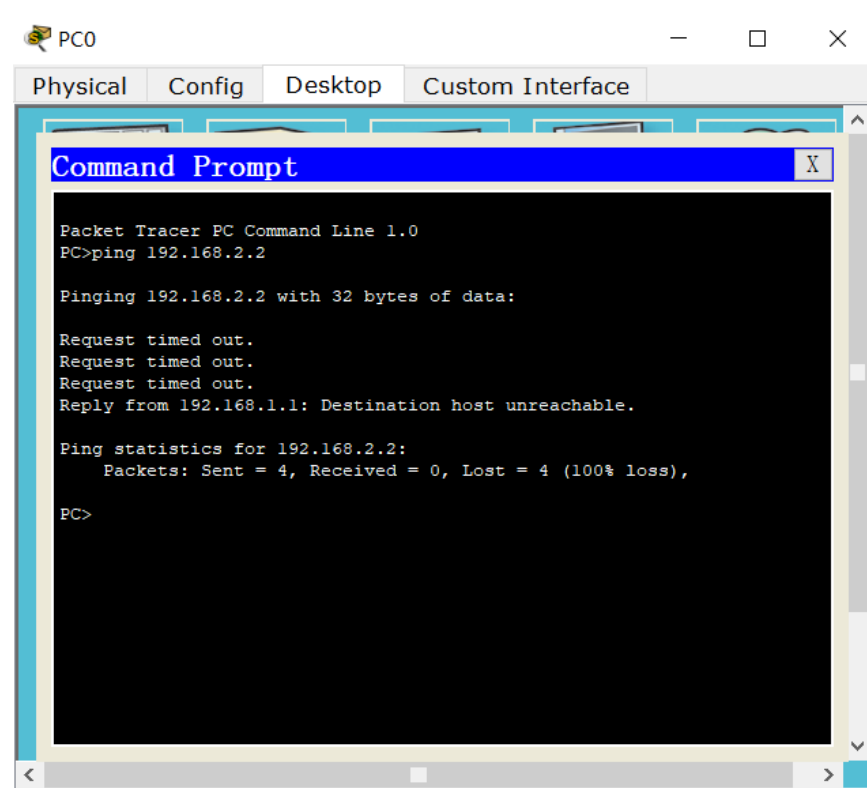 PC0
Physical Config Desktop Custom Interface
Command Prompt X
Packet Tracer PC Command Line 1.0
PC>ping 192.168.2.2
Pinging 192.168.2.2 with 32 bytes of data:
Request timed out.
Request timed out.
Request timed out.
Reply from 192.168.1.1: Destination host unreachable.
Ping statistics for 192.168.2.2:
Packets: Sent = 4, Received = 0, Lost = 4 (100% loss),
PC>